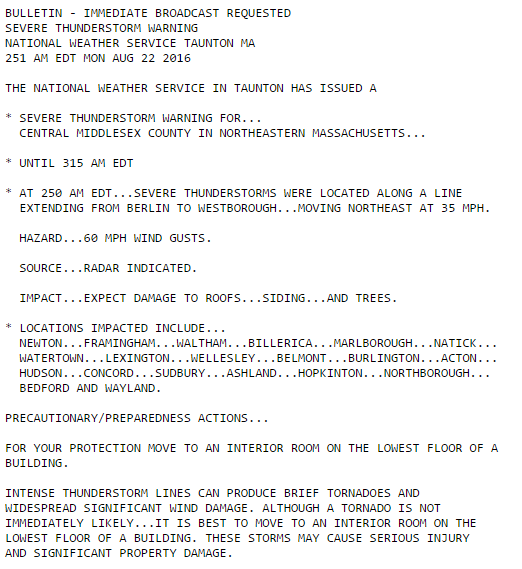 BULLETIN - IMMEDIATE BROADCAST REQUESTED
SEVERE THUNDERSTORM WARNING
NATIONAL WEATHER SERVICE TAUNTON MA
251 AM EDT MON AUG 22 2016
THE NATIONAL WEATHER SERVICE IN TAUNTON HAS ISSUED A
* SEVERE THUNDERSTORM WARNING FOR...
CENTRAL MIDDLESEX COUNTY IN NORTHEASTERN MASSACHUSETTS...
* UNTIL 315 AM EDT
* AT 250 AM EDT...SEVERE THUNDERSTORMS WERE LOCATED ALONG A LINE
EXTENDING FROM BERLIN TO WESTBOROUGH...MOVING NORTHEAST AT 35 MPH.
HAZARD...60 MPH WIND GUSTS.
SOURCE...RADAR INDICATED.
IMPACT...EXPECT DAMAGE TO ROOFS...SIDING...AND TREES.
* LOCATIONS IMPACTED INCLUDE...
NEWTON...FRAMINGHAM...WALTHAM...BILLERICA...MARLBOROUGH...NATICK...
WATERTOWN...LEXINGTON...WELLESLEY...BELMONT...BURLINGTON...ACTON...
HUDSON...CONCORD...SUDBURY...ASHLAND...HOPKINTON...NORTHBOROUGH...
BEDFORD AND WAYLAND.
PRECAUTIONARY/PREPAREDNESS ACTIONS...
FOR YOUR PROTECTION MOVE TO AN INTERIOR ROOM ON THE LOWEST FLOOR OF A
BUILDING.
INTENSE THUNDERSTORM LINES CAN PRODUCE BRIEF TORNADOES AND
WIDESPREAD SIGNIFICANT WIND DAMAGE. ALTHOUGH A TORNADO IS NOT
IMMEDIATELY LIKELY...IT IS BEST TO MOVE TO AN INTERIOR ROOM ON THE
LOWEST FLOOR OF A BUILDING. THESE STORMS MAY CAUSE SERIOUS INJURY
AND SIGNIFICANT PROPERTY DAMAGE.